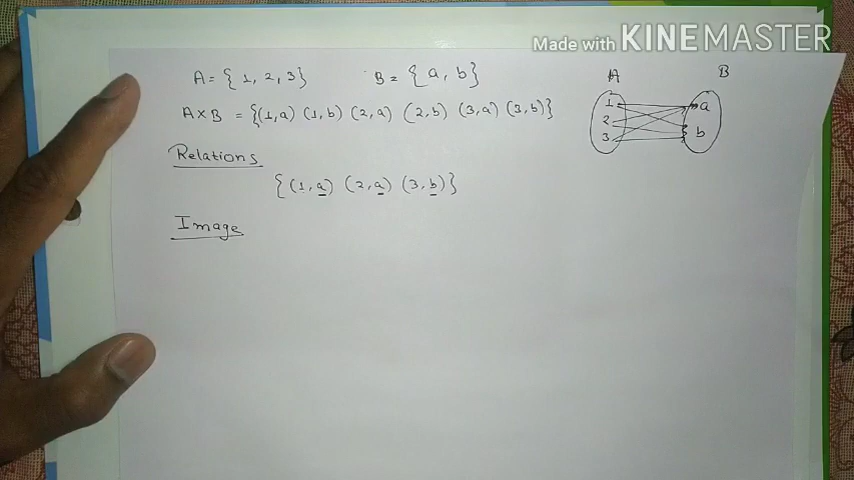 Made with KINEMASTER
A = { 1, 2, 3 } B = { a, b } A B
A × B = {(1, a) (1, b) (2, a) (2, b) (3, a) (3, b)} 1 a
2
3 b
Relations
{ (1, a) (2, a) (3, b) }
Image